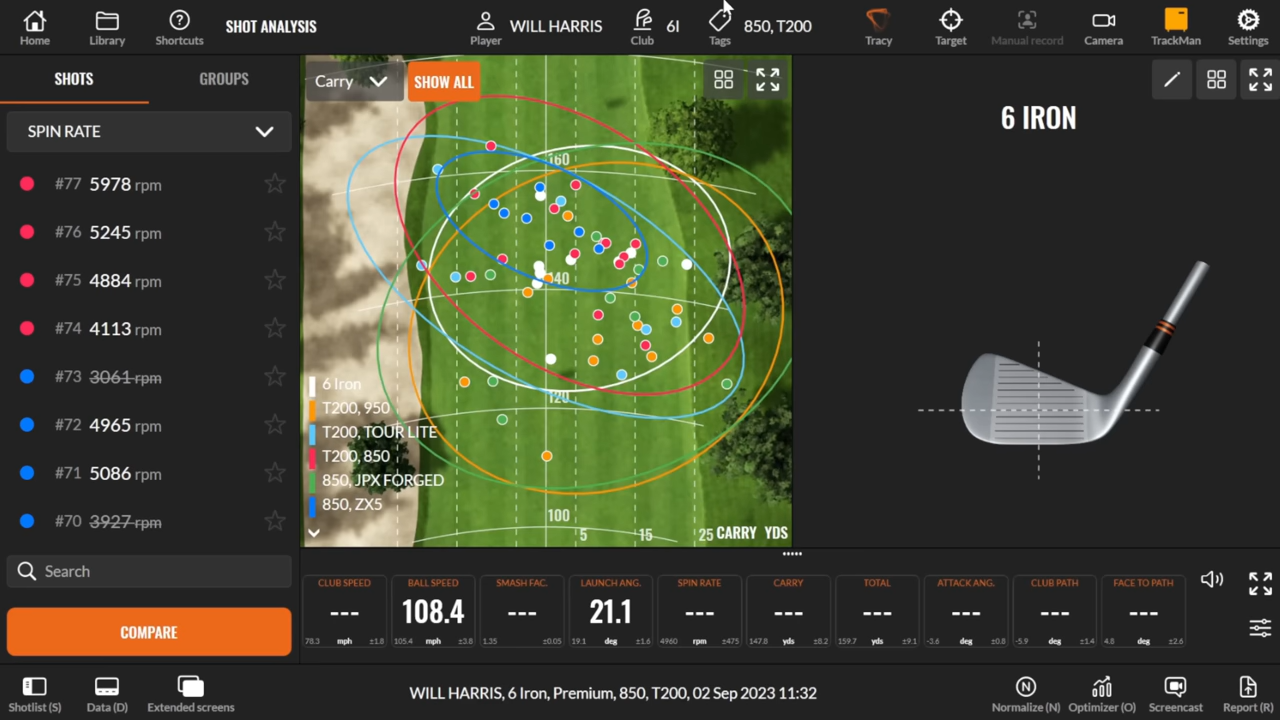 Home
Library
Shortcuts
SHOT ANALYSIS
Player
WILL HARRIS
Club
6I
Tags
850, T200
Tracy
Target
Manual record
Camera
TrackMan
Settings
SHOTS
GROUPS
SPIN RATE
#77 5978 rpm
#76 5245 rpm
#75 4884 rpm
#74 4113 rpm
#73 3061 rpm
#72 4965 rpm
#71 5086 rpm
#70 3927 rpm
Search
COMPARE
Carry
SHOW ALL
160
140
120
100
5
15
25
CARRY YDS
6 Iron
T200, 950
T200, TOUR LITE
T200, 850
850, JPX FORGED
850, ZX5
6 IRON
CLUB SPEED
---
78.3 mph ±1.8
BALL SPEED
108.4
105.4 mph ±3.8
SMASH FAC.
---
1.35 ±0.05
LAUNCH ANG.
21.1
19.1 deg ±1.6
SPIN RATE
---
4960 rpm ±475
CARRY
---
147.8 yds ±8.2
TOTAL
---
159.7 yds ±9.1
ATTACK ANG.
---
-3.6 deg ±0.8
CLUB PATH
---
-5.9 deg ±1.4
FACE TO PATH
---
4.8 deg ±2.6
Shotlist (S)
Data (D)
Extended screens
WILL HARRIS, 6 Iron, Premium, 850, T200, 02 Sep 2023 11:32
Normalize (N)
Optimizer (O)
Screencast
Report (R)